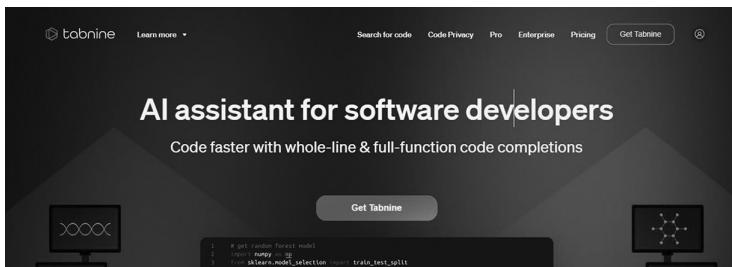 tabnine Learn more Search for code Code Privacy Pro Enterprise Pricing Get Tabnine
AI assistant for software developers
Code faster with whole-line & full-function code completions
Get Tabnine
1 # get random forest model
2 import numpy as np
3 from sklearn.model_selection import train_test_split